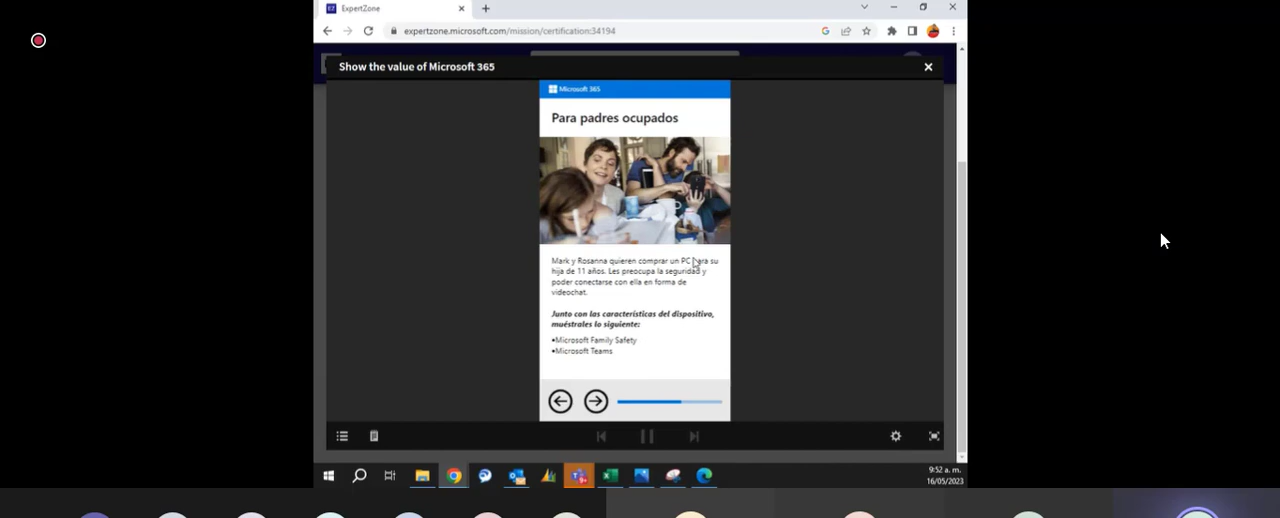 ExpertZone
expertzone.microsoft.com/mission/certification:34194
Show the value of Microsoft 365
Microsoft 365
Para padres ocupados
Mark y Rosanna quieren comprar un PC para su
hija de 11 años. Les preocupa la seguridad y
poder conectarse con ella en forma de
videochat.
Junto con las características del dispositivo,
muéstrales lo siguiente:
•Microsoft Family Safety
•Microsoft Teams
9:52 a. m.
16/05/2023